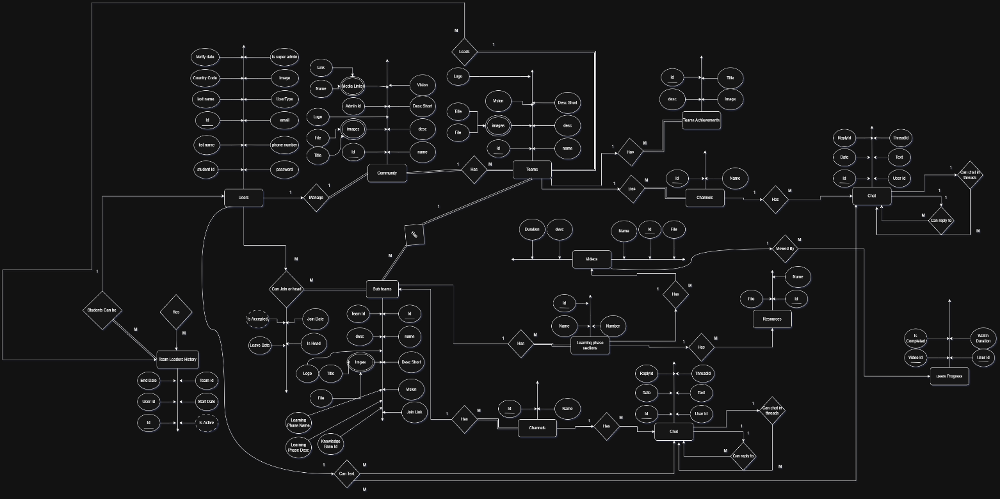 M
Leads
1
Verify date
Is super admin
Country Code
Image
last name
UserType
Id
email
fist name
phone number
student Id
password
Users
Link
Name
Media Links
Vision
Admin Id
Desc Short
Logo
images
desc
File
Title
Id
name
Community
1
Manage
1
1
Has
M
Logo
Vision
Desc Short
Title
images
desc
File
Id
name
Teams
Id
Title
desc
Image
Teams Achievements
1
Has
M
1
Has
M
Id
Name
Channels
1
Has
M
ReplyId
ThreadId
Date
Text
Id
User Id
Chat
1
Can chat in
threads
1
Can reply to
M
M
1
Has
M
Duration
desc
Name
Id
File
Videos
1
Viewed By
M
1
Students Can be
M
Has
M
Team Leaders History
End Date
Team Id
User Id
Start Date
Id
Is Active
M
Can Join or head
M
Is Accepted
Join Date
Leave Date
Is Head
Sub teams
Team Id
Id
desc
name
Imges
Desc Short
Logo
Title
File
Vision
Join Link
Learning
Phase Name
Learning
Phase Desc
Knowledge
Base Id
1
Has
M
Id
Name
Number
Learning phase
sections
1
Has
M
1
Has
M
Name
File
Id
Resources
Is
Completed
Watch
Duration
Video Id
User Id
users Progress
1
Has
M
Id
Name
Channels
1
Has
M
ReplyId
ThreadId
Date
Text
Id
User Id
Chat
1
Can chat in
threads
1
Can reply to
M
M
1
Can Text
M
M